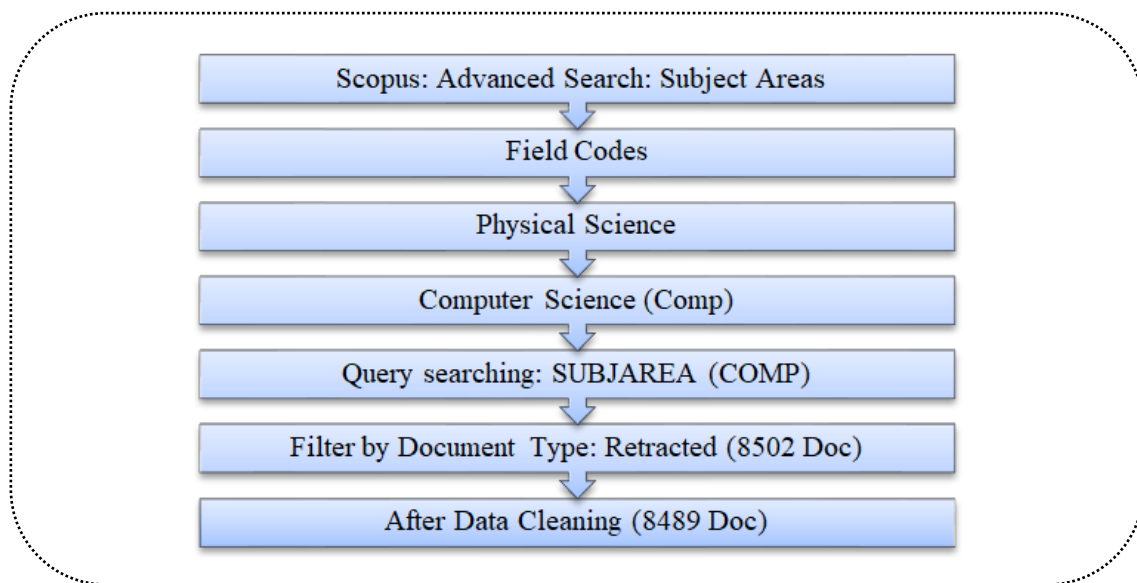 Scopus: Advanced Search: Subject Areas
Field Codes
Physical Science
Computer Science (Comp)
Query searching: SUBJAREA (COMP)
Filter by Document Type: Retracted (8502 Doc)
After Data Cleaning (8489 Doc)